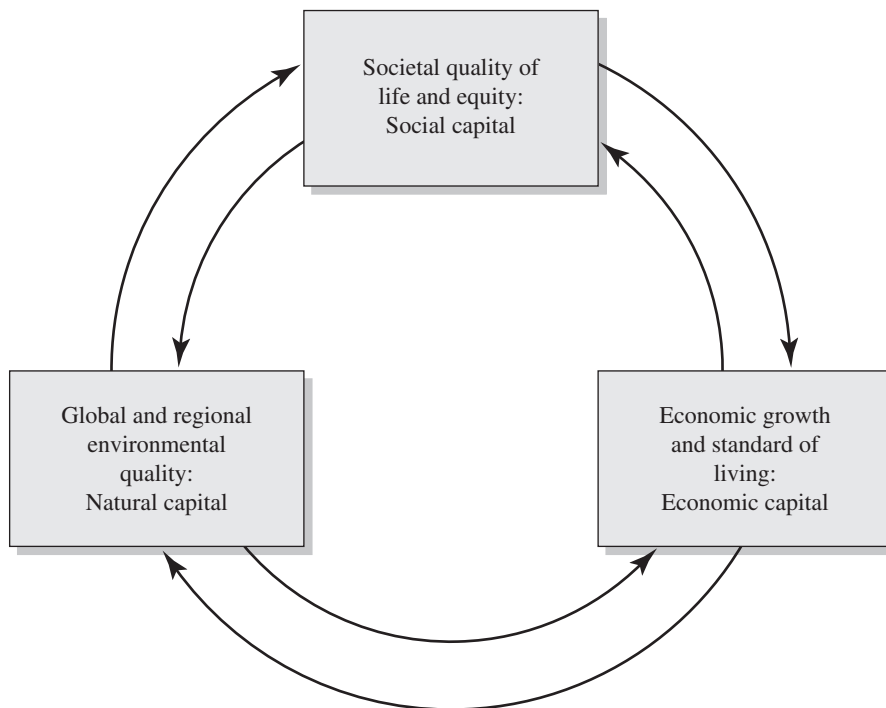 Societal quality of
life and equity:
Social capital
Global and regional
environmental
quality:
Natural capital
Economic growth
and standard of
living:
Economic capital